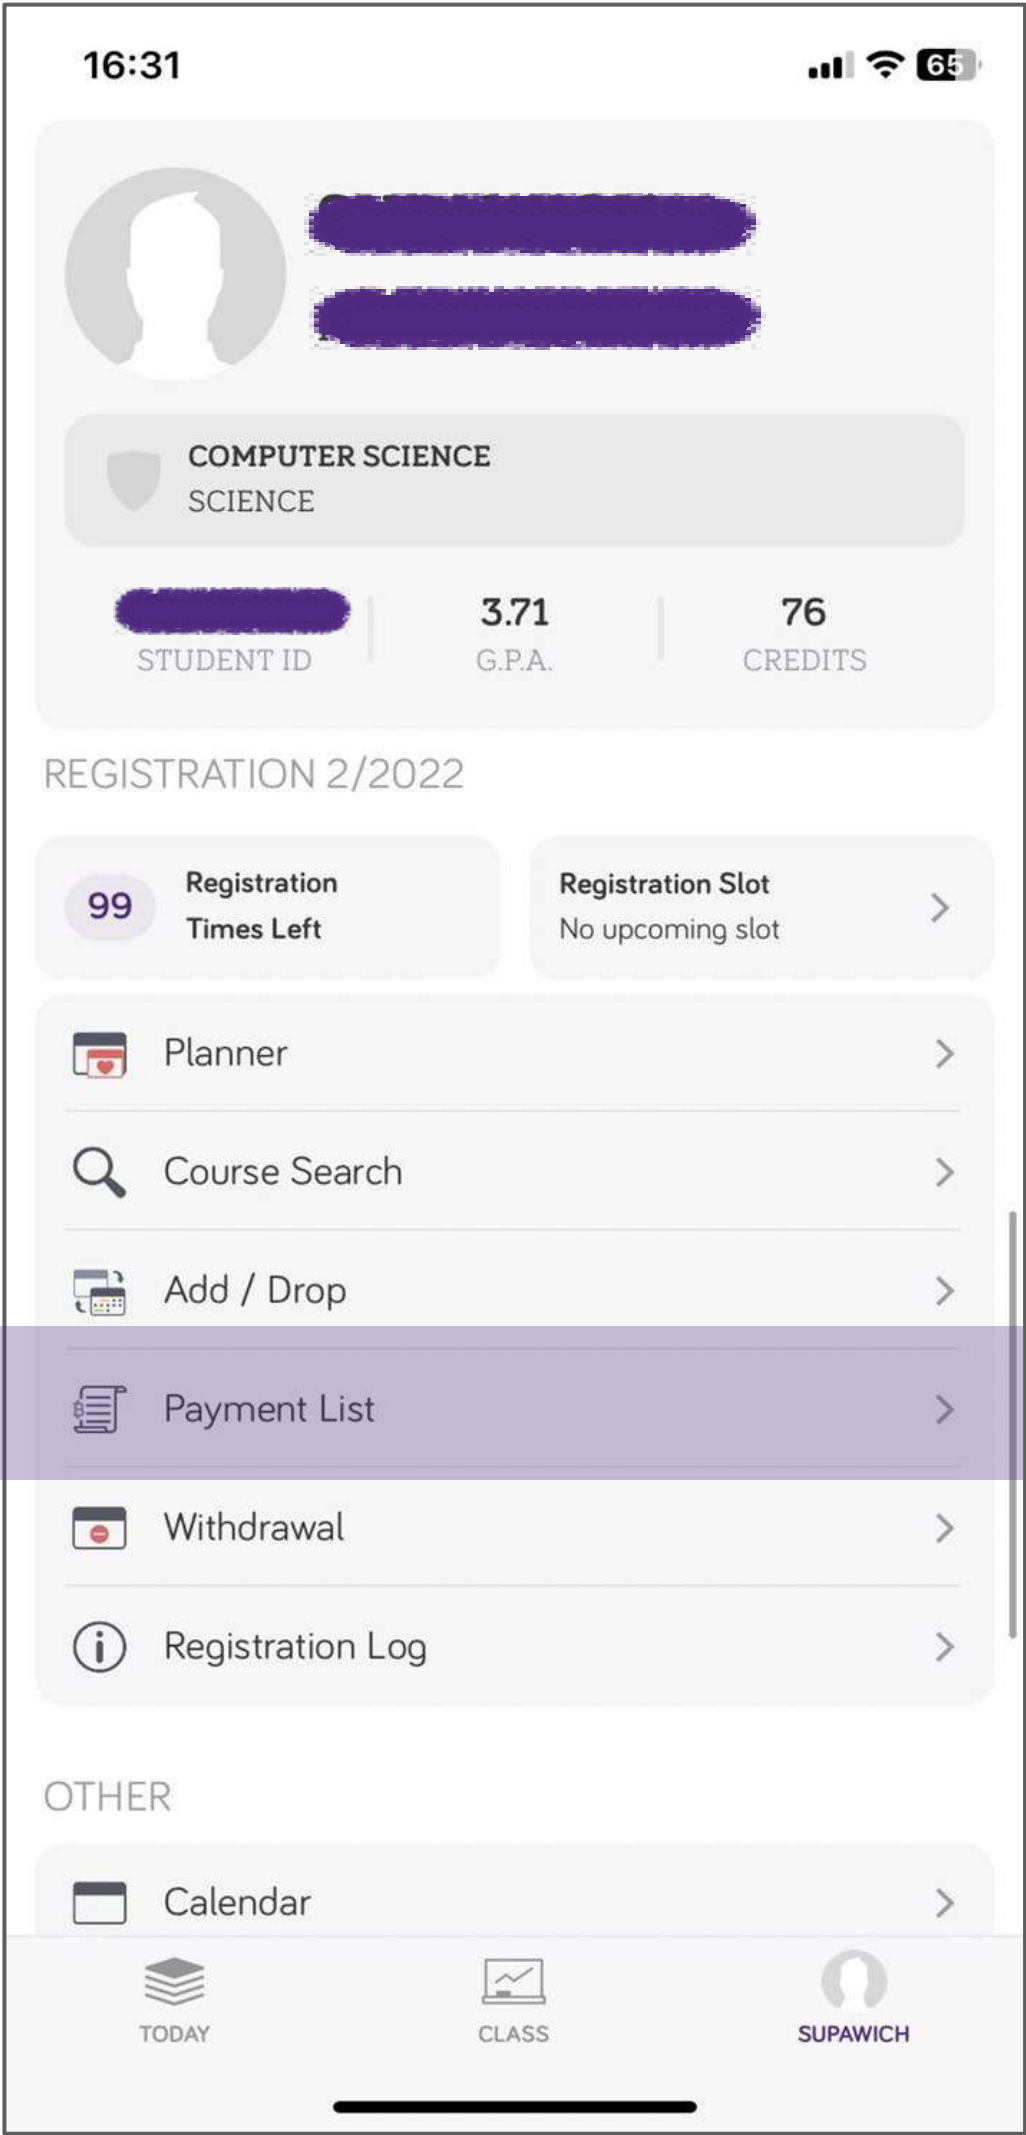 16:31
65
COMPUTER SCIENCE
SCIENCE
3.71
76
STUDENT ID
G.P.A.
CREDITS
REGISTRATION 2/2022
99
Registration
Times Left
Registration Slot
No upcoming slot
Planner
Course Search
Add / Drop
Payment List
Withdrawal
Registration Log
OTHER
Calendar
TODAY
CLASS
SUPAWICH